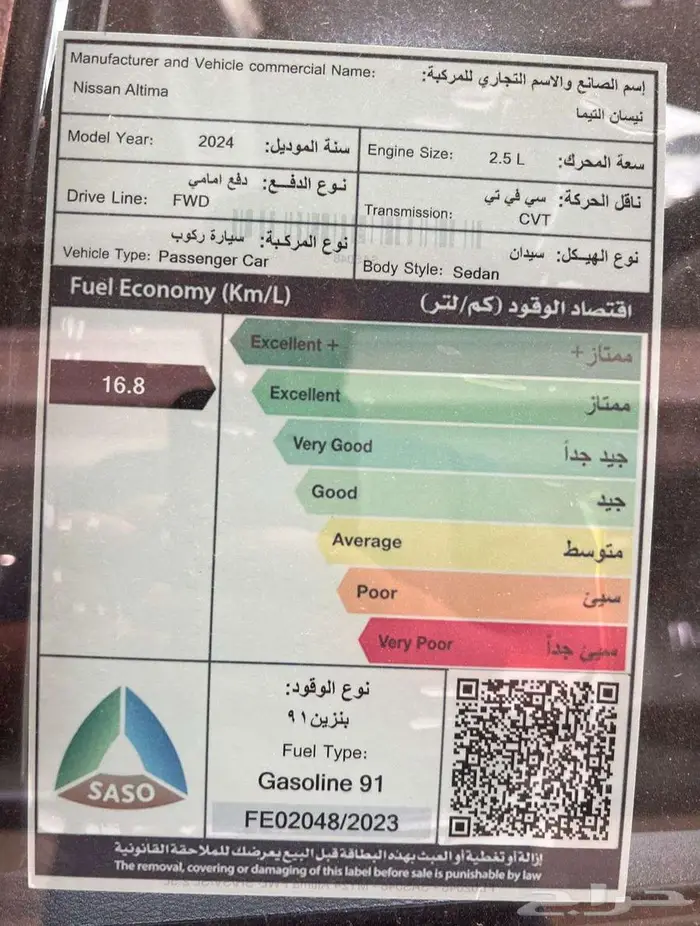 Manufacturer and Vehicle commercial Name: إسم الصانع والاسم التجاري للمركبة:
Nissan Altima نيسان التيما
Model Year: 2024 سنة الموديل:
Engine Size: 2.5 L سعة المحرك:
Drive Line: FWD دفع امامي نوع الدفع:
Transmission: CVT سي في تي ناقل الحركة:
Vehicle Type: Passenger Car سيارة ركوب نوع المركبة:
Body Style: Sedan سيدان نوع الهيكل:
Fuel Economy (Km/L) اقتصاد الوقود (كم/لتر)
16.8
Excellent + ممتاز+
Excellent ممتاز
Very Good جيد جداً
Good جيد
Average متوسط
Poor سيئ
Very Poor سيئ جداً
SASO
نوع الوقود:
بنزين ٩١
Fuel Type:
Gasoline 91
FE02048/2023
إزالة أو تغطية أو العبث بهذه البطاقة قبل البيع يعرضك للملاحقة القانونية
The removal, covering or damaging of this label before sale is punishable by law
حراج